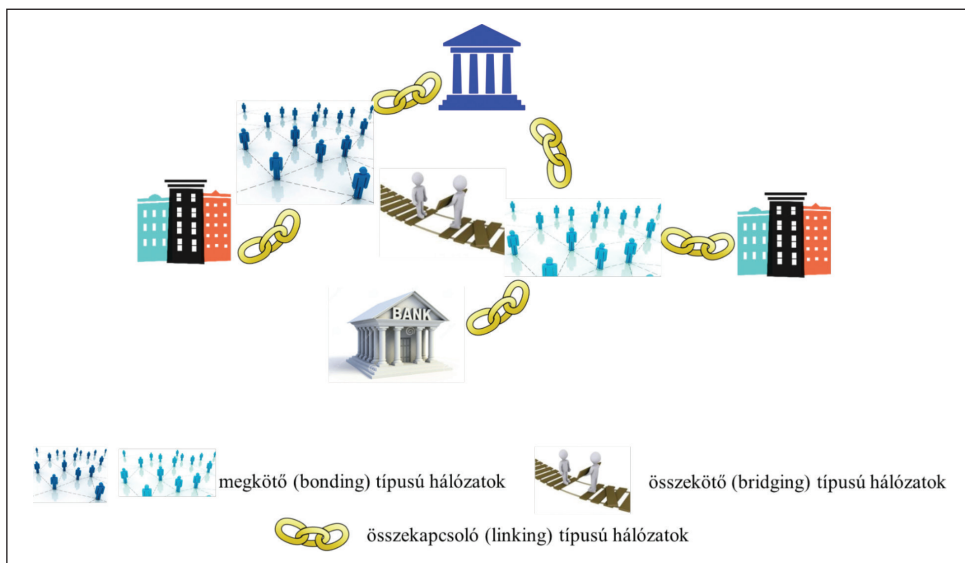 BANK
megkötő (bonding) típusú hálózatok
összekötő (bridging) típusú hálózatok
összekapcsoló (linking) típusú hálózatok